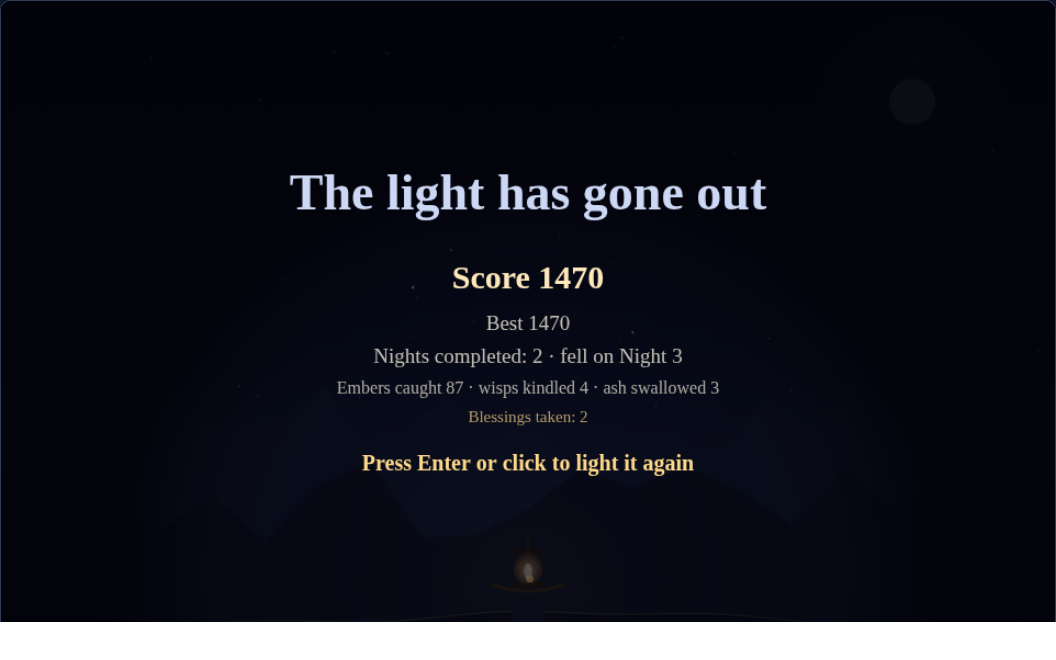 The light has gone out
Score 1470
Best 1470
Nights completed: 2 · fell on Night 3
Embers caught 87 · wisps kindled 4 · ash swallowed 3
Blessings taken: 2
Press Enter or click to light it again